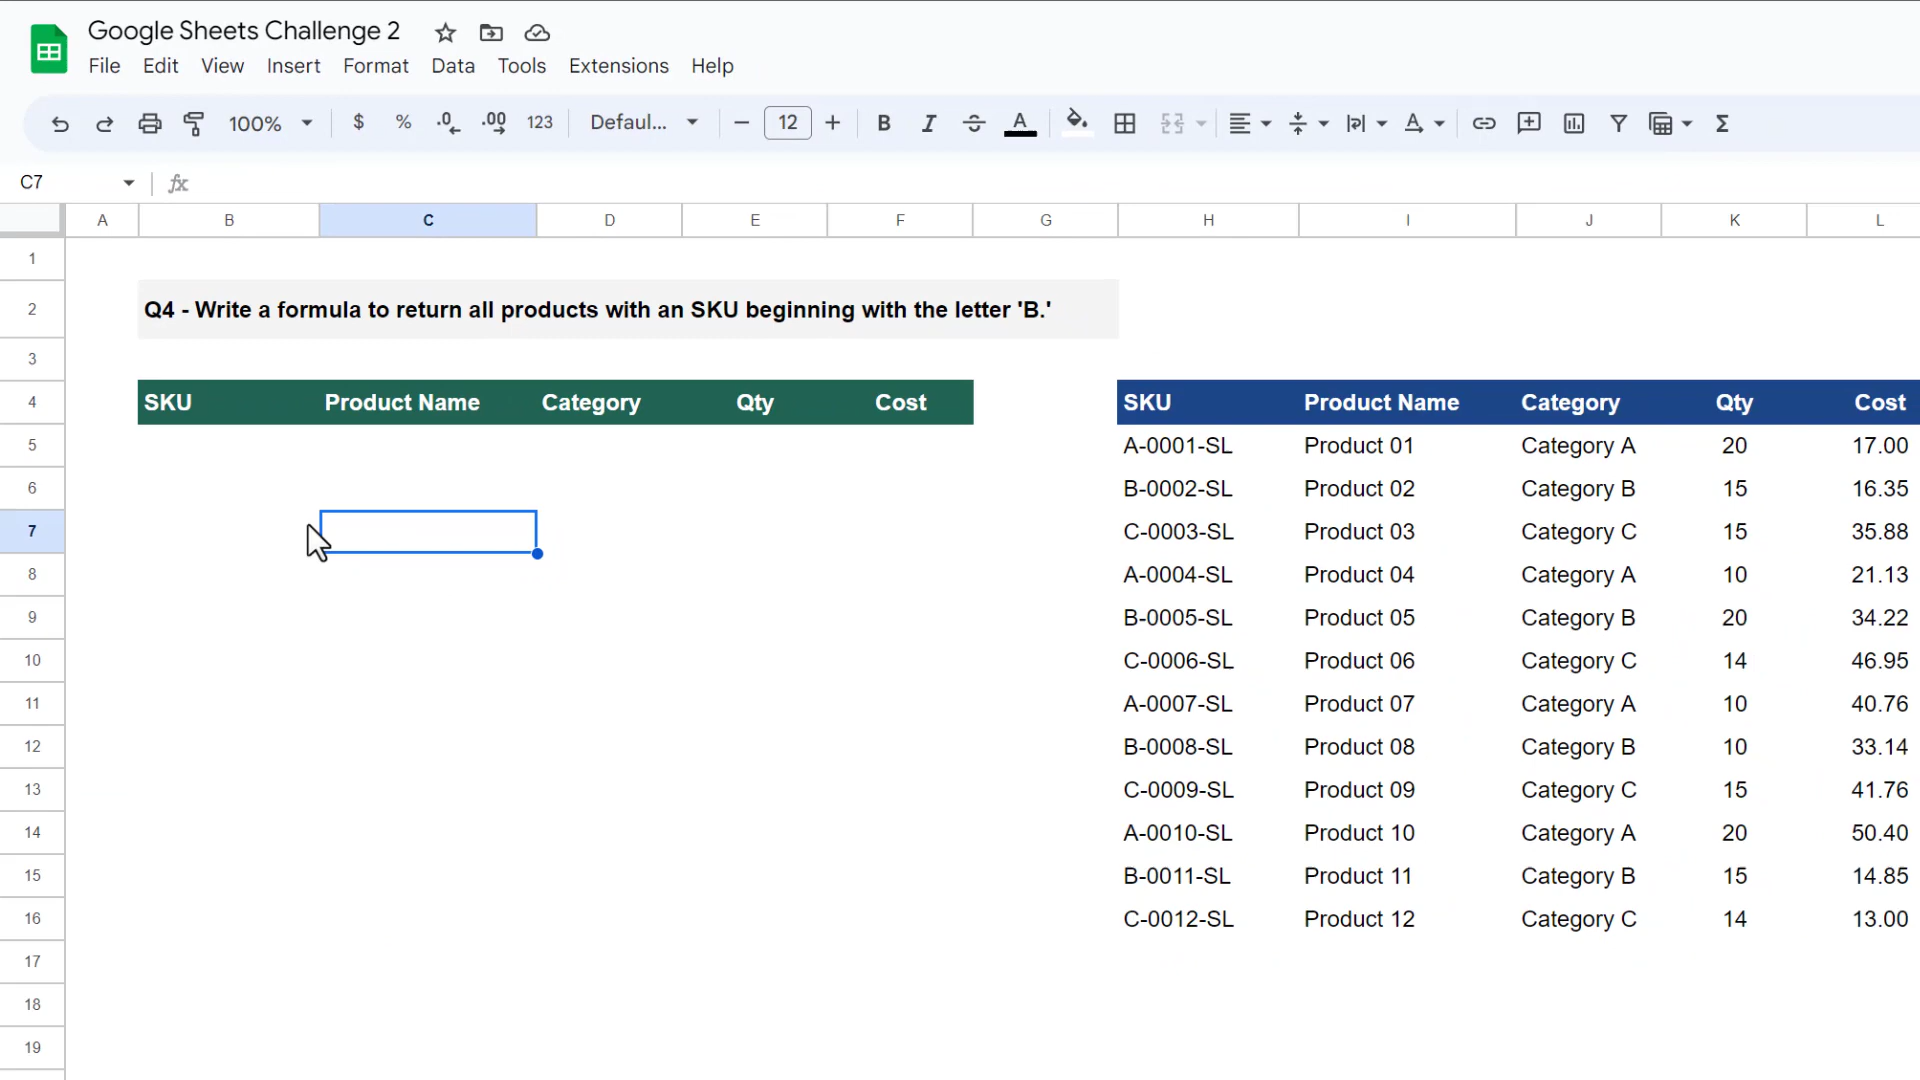 Google Sheets Challenge 2
File Edit View Insert Format Data Tools Extensions Help
100% $ % .0 .00 123 Defaul... 12 B I S A A Σ
C7 fx
A B C D E F G H I J K L
1
2 Q4 - Write a formula to return all products with an SKU beginning with the letter 'B.'
3
4 SKU Product Name Category Qty Cost SKU Product Name Category Qty Cost
5 A-0001-SL Product 01 Category A 20 17.00
6 B-0002-SL Product 02 Category B 15 16.35
7 C-0003-SL Product 03 Category C 15 35.88
8 A-0004-SL Product 04 Category A 10 21.13
9 B-0005-SL Product 05 Category B 20 34.22
10 C-0006-SL Product 06 Category C 14 46.95
11 A-0007-SL Product 07 Category A 10 40.76
12 B-0008-SL Product 08 Category B 10 33.14
13 C-0009-SL Product 09 Category C 15 41.76
14 A-0010-SL Product 10 Category A 20 50.40
15 B-0011-SL Product 11 Category B 15 14.85
16 C-0012-SL Product 12 Category C 14 13.00
17
18
19